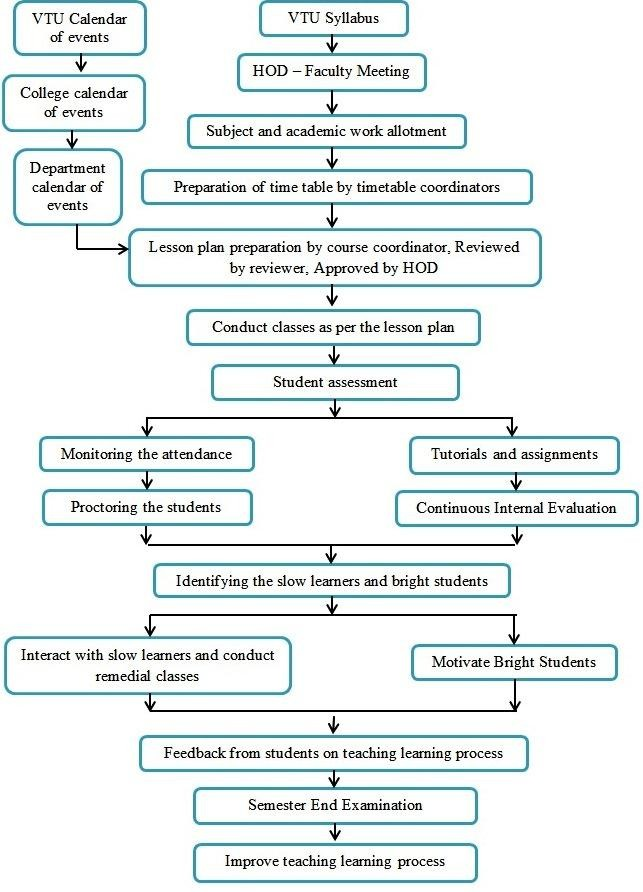 VTU Calendar
of events
VTU Syllabus
HOD – Faculty Meeting
College calendar
of events
Subject and academic work allotment
Department
calendar of
events
Preparation of time table by timetable coordinators
Lesson plan preparation by course coordinator, Reviewed
by reviewer, Approved by HOD
Conduct classes as per the lesson plan
Student assessment
Monitoring the attendance
Tutorials and assignments
Proctoring the students
Continuous Internal Evaluation
Identifying the slow learners and bright students
Interact with slow learners and conduct
remedial classes
Motivate Bright Students
Feedback from students on teaching learning process
Semester End Examination
Improve teaching learning process